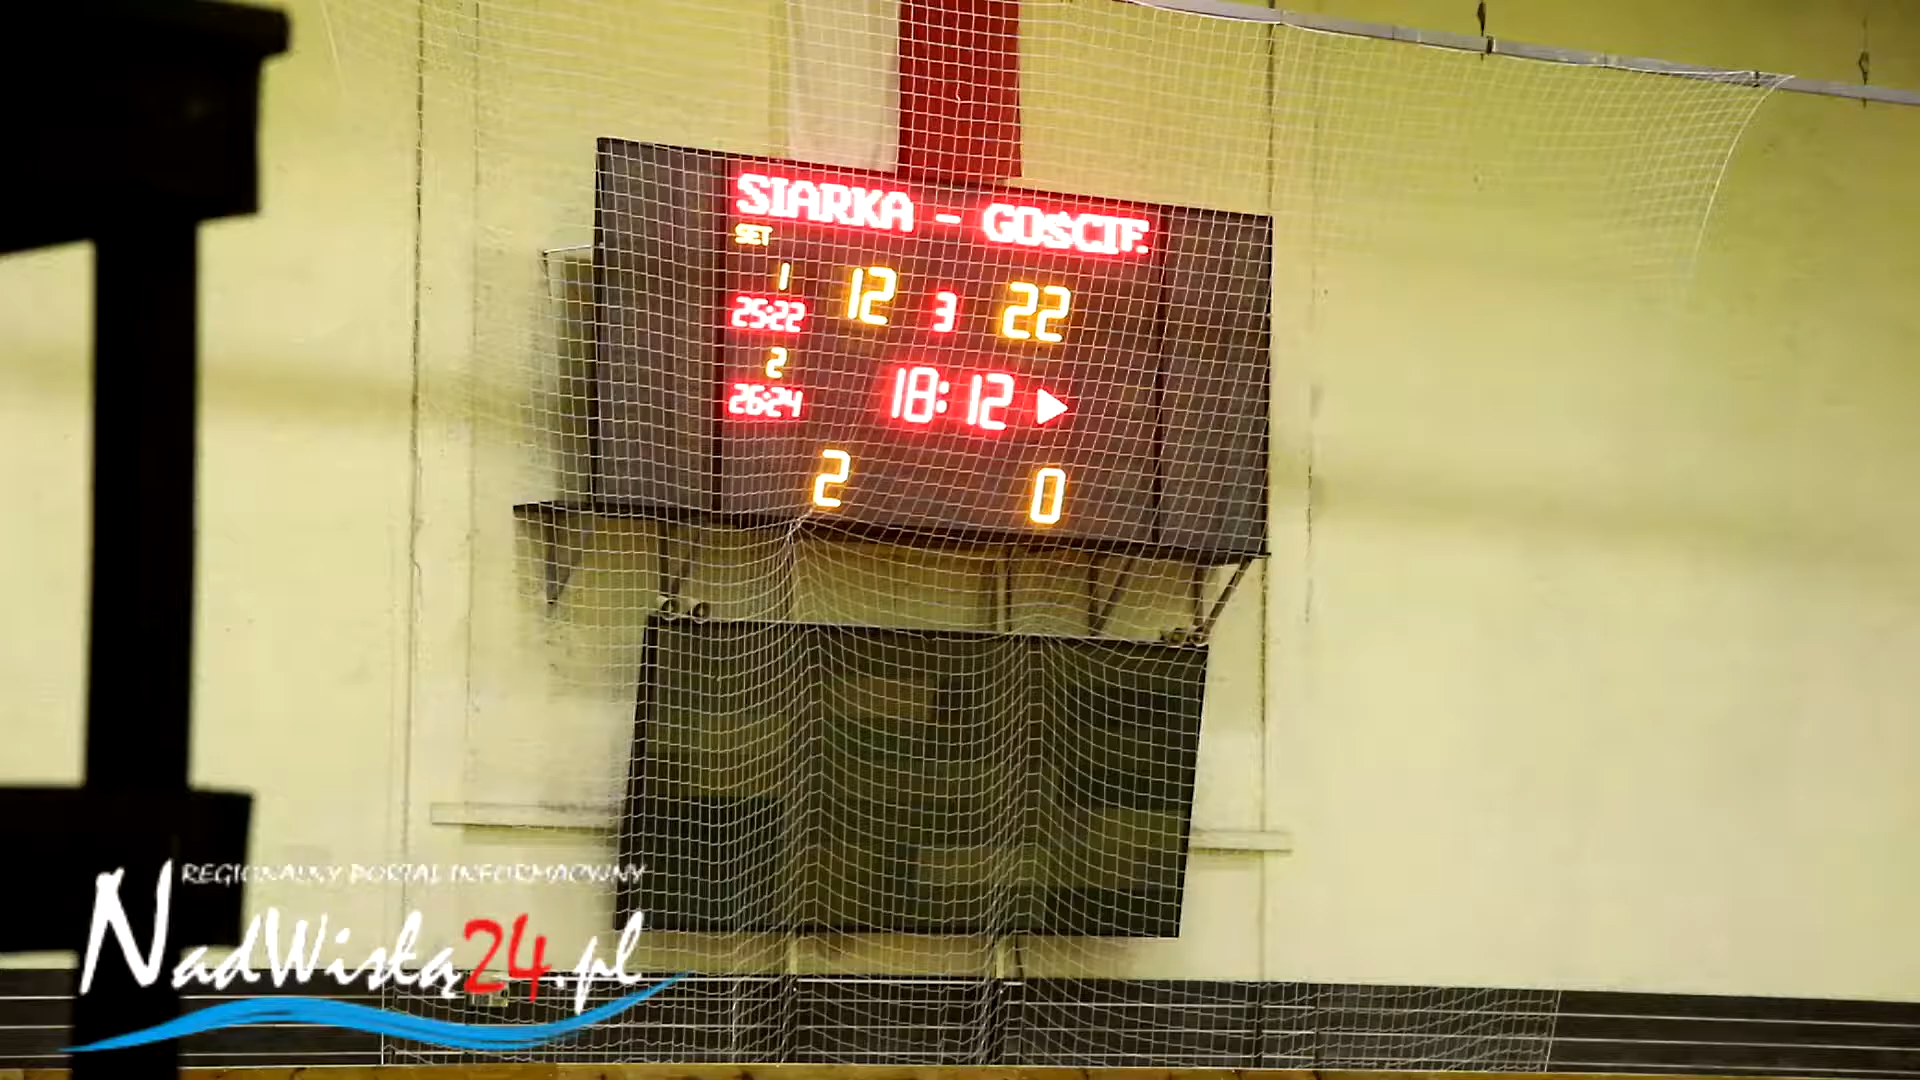 SIARKA - GOŚCIE
SET
1
12
3
22
25:22
2
18:12
26:24
2
0
REGIONALNY PORTAL INFORMACYJNY
NadWisłą24.pl